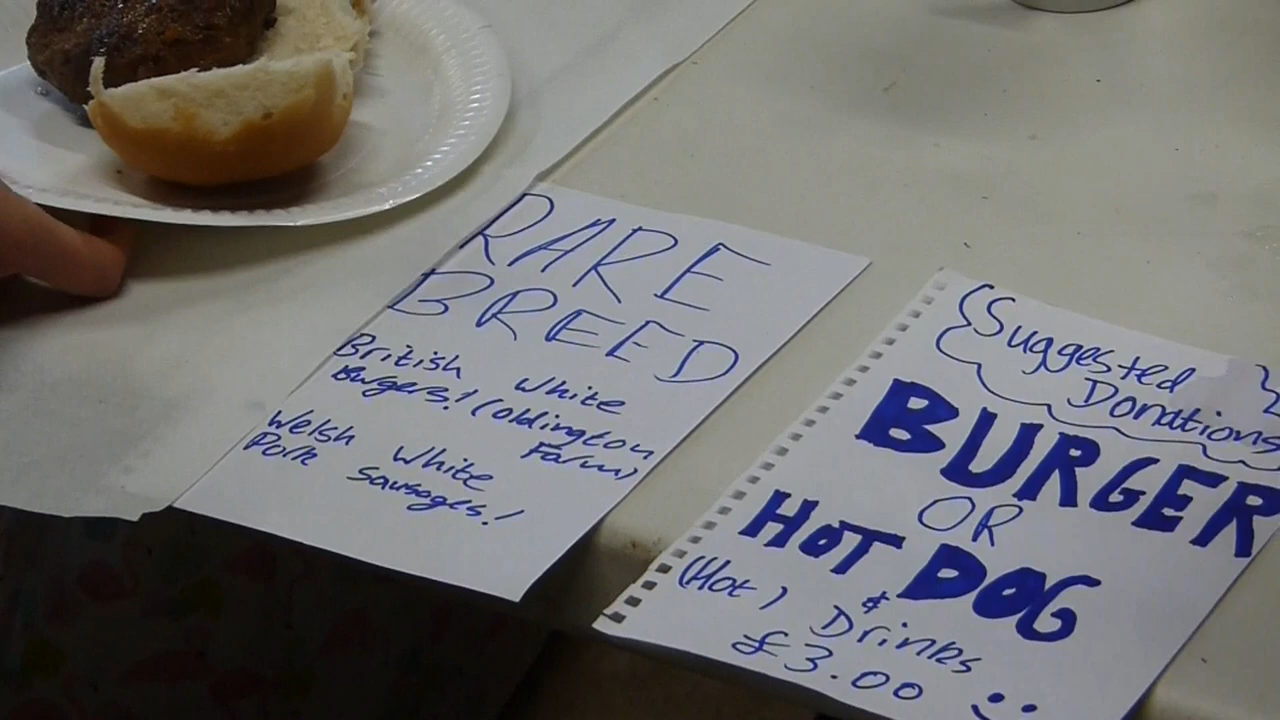 RARE
BREED
British White
Burgers! (Oldington
Farm)
Welsh White
Pork sausages!
Suggested
Donations
BURGER
OR
HOT DOG
&
(Hot) Drinks
£3.00